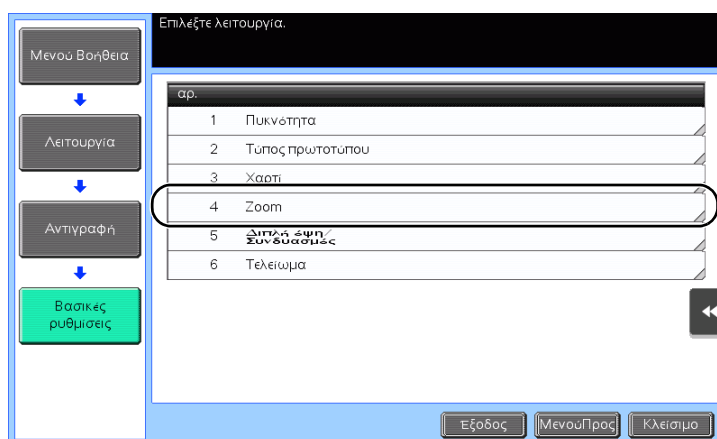 Επιλέξτε λειτουργία.
Μενού Βοήθεια
Λειτουργία
Αντιγραφή
Βασικές
ρυθμίσεις
αρ.
1 Πυκνότητα
2 Τύπος πρωτοτύπου
3 Χαρτί
4 Zoom
5 Διπλή έψη/
Συνδυασμός
6 Τελείωμα
Έξοδος ΜενούΠρος Κλείσιμο